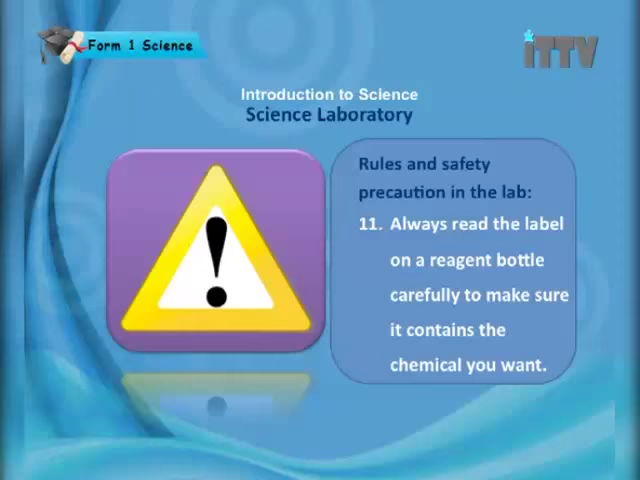 Form 1 Science
iTTV
Introduction to Science
Science Laboratory
Rules and safety
precaution in the lab:
11. Always read the label
on a reagent bottle
carefully to make sure
it contains the
chemical you want.